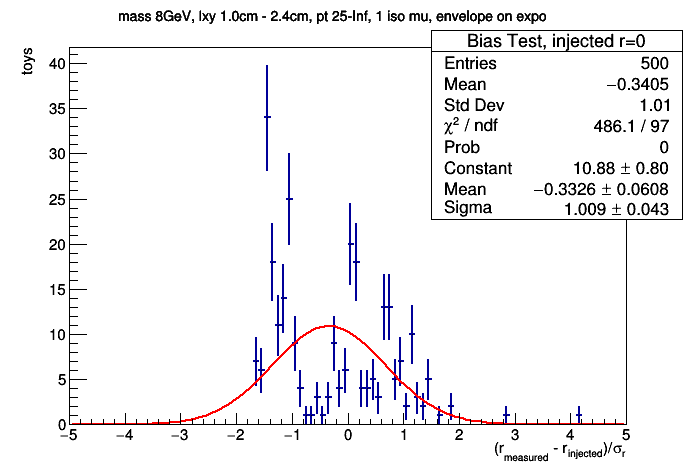 mass 8GeV, lxy 1.0cm - 2.4cm, pt 25-Inf, 1 iso mu, envelope on expo
Bias Test, injected r=0
Entries 500
Mean −0.3405
Std Dev 1.01
χ² / ndf 486.1 / 97
Prob 0
Constant 10.88 ± 0.80
Mean −0.3326 ± 0.0608
Sigma 1.009 ± 0.043
toys
40
35
30
25
20
15
10
5
0
−5 −4 −3 −2 −1 0 1 2 3 4 5
(r_measured - r_injected)/σ_r